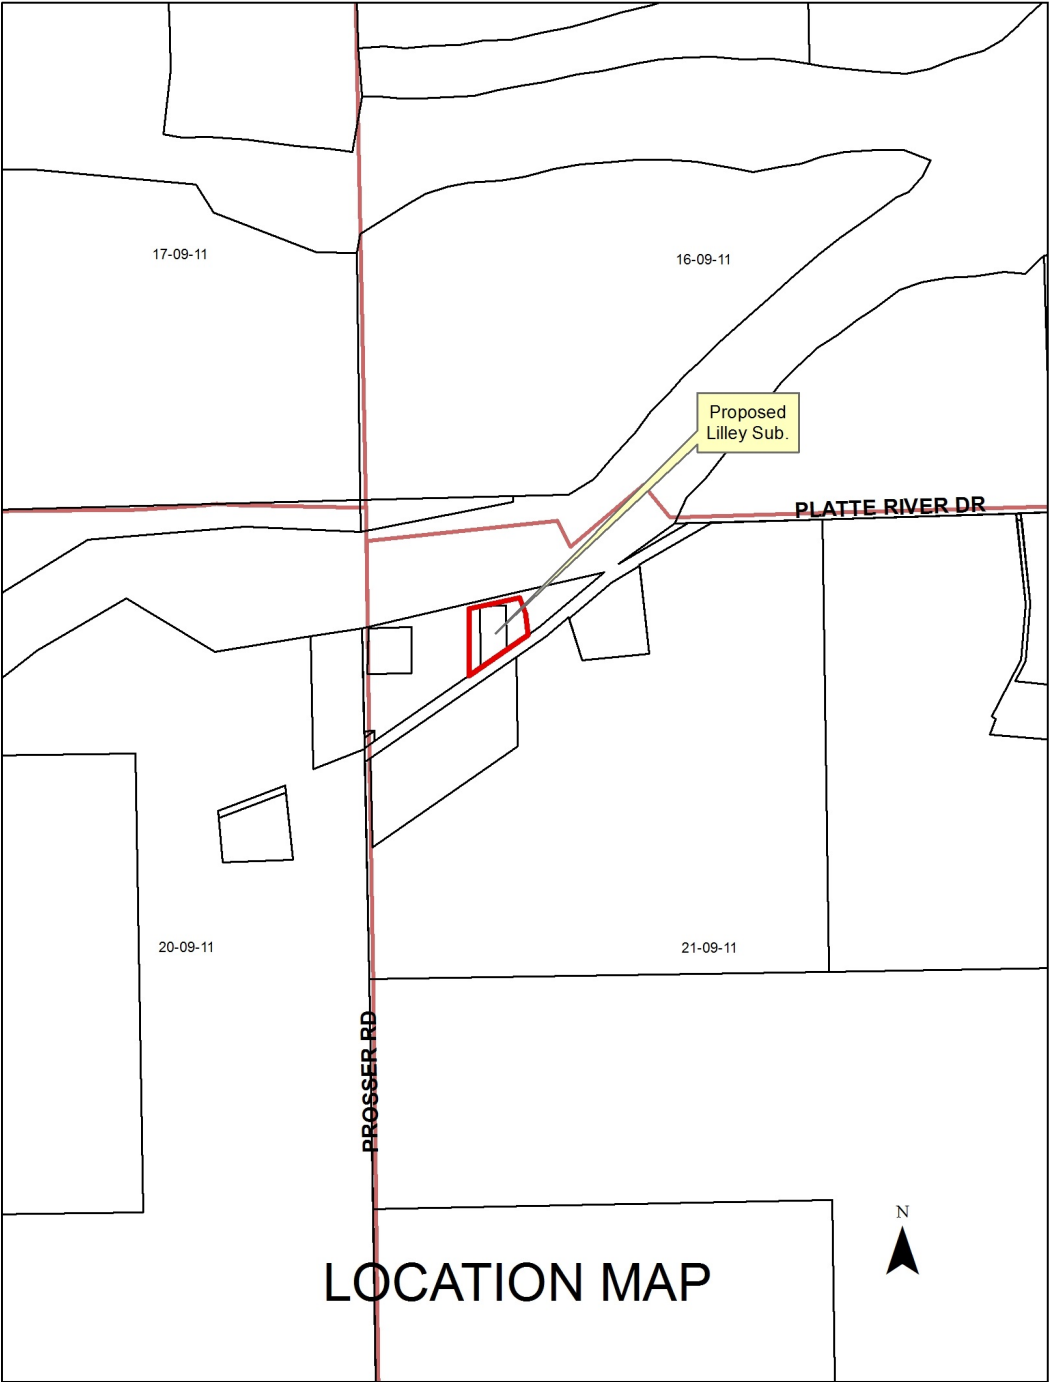 17-09-11
16-09-11
Proposed
Lilley Sub.
PLATTE RIVER DR
20-09-11
21-09-11
PROSSER RD
N
LOCATION MAP